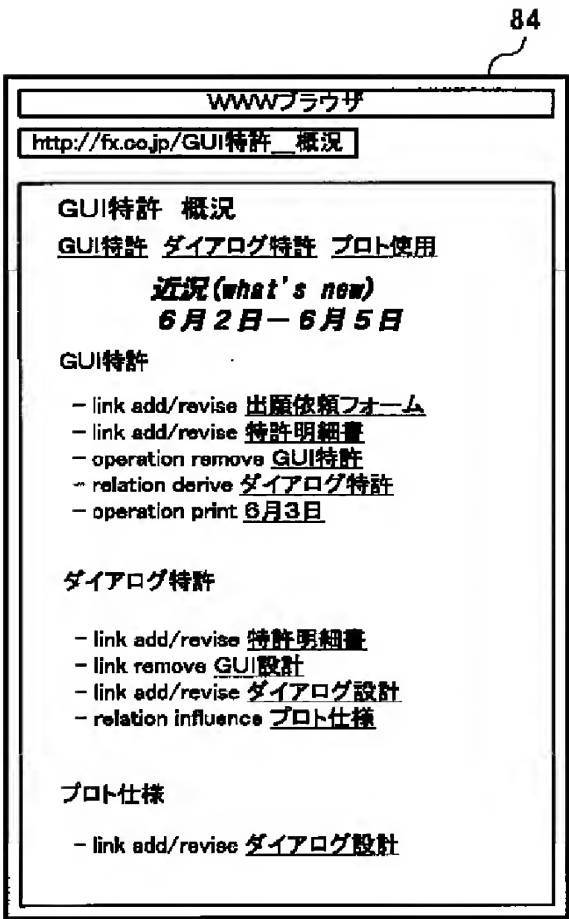 84
WWWブラウザ
http://fx.co.jp/GUI特許__概況
GUI特許 概況
GUI特許 ダイアログ特許 プロト使用
近況(what's new)
6月2日－6月5日
GUI特許
- link add/revise 出願依頼フォーム
- link add/revise 特許明細書
- operation remove GUI特許
- relation derive ダイアログ特許
- operation print 6月3日
ダイアログ特許
- link add/revise 特許明細書
- link remove GUI設計
- link add/revise ダイアログ設計
- relation influence プロト仕様
プロト仕様
- link add/revise ダイアログ設計